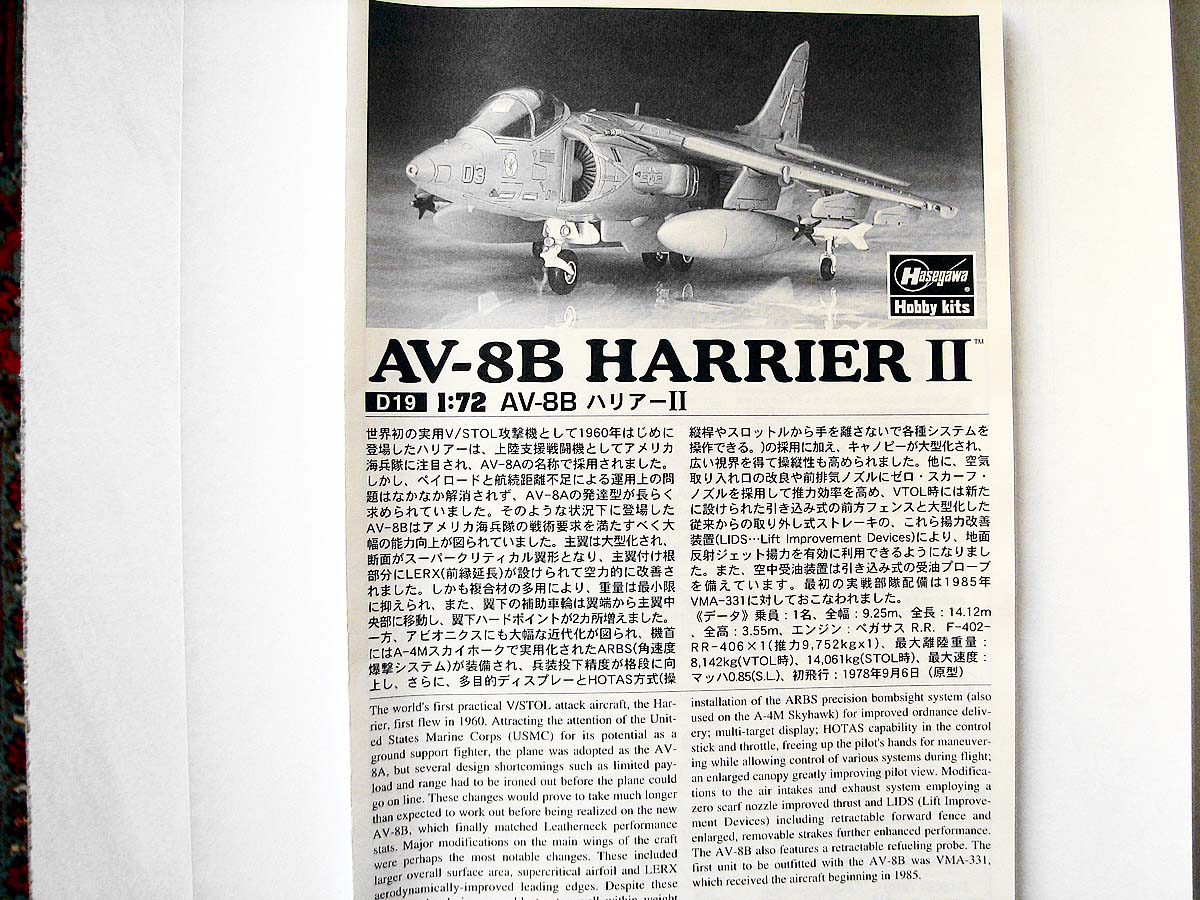 03
Hasegawa
Hobby kits
AV-8B HARRIER II™
D19 1:72 AV-8B ハリアーII
世界初の実用V/STOL攻撃機として1960年はじめに
登場したハリアーは、上陸支援戦闘機としてアメリカ
海兵隊に注目され、AV-8Aの名称で採用されました。
しかし、ペイロードと航続距離不足による運用上の問
題はなかなか解消されず、AV-8Aの発達型が長らく
求められていました。そのような状況下に登場した
AV-8Bはアメリカ海兵隊の戦術要求を満たすべく大
幅の能力向上が図られていました。主翼は大型化され、
断面がスーパークリティカル翼形となり、主翼付け根
部分にLERX(前縁延長)が設けられて空力的に改善さ
れました。しかも複合材の多用により、重量は最小限
に抑えられ、また、翼下の補助車輪は翼端から主翼中
央部に移動し、翼下ハードポイントが2カ所増えました。
一方、アビオニクスにも大幅な近代化が図られ、機首
にはA-4Mスカイホークで実用化されたARBS(角速度
爆撃システム)が装備され、兵装投下精度が格段に向
上し、さらに、多目的ディスプレーとHOTAS方式(操
縦桿やスロットルから手を離さないで各種システムを
操作できる。)の採用に加え、キャノピーが大型化され、
広い視界を得て操縦性も高められました。他に、空気
取り入れ口の改良や前排気ノズルにゼロ・スカーフ・
ノズルを採用して推力効率を高め、VTOL時には新た
に設けられた引き込み式の前方フェンスと大型化した
従来からの取り外し式ストレーキの、これら揚力改善
装置(LIDS…Lift Improvement Devices)により、地面
反射ジェット揚力を有効に利用できるようになりまし
た。また、空中受油装置は引き込み式の受油プローブ
を備えています。最初の実戦部隊配備は1985年
VMA-331に対しておこなわれました。
《データ》乗員：1名、全幅：9.25m、全長：14.12m
、全高：3.55m、エンジン：ペガサス R.R. F-402-
RR-406×1(推力9,752kgx1)、最大離陸重量：
8,142kg(VTOL時)、14,061kg(STOL時)、最大速度：
マッハ0.85(S.L.)、初飛行：1978年9月6日（原型）
The world's first practical V/STOL attack aircraft, the Har-
rier, first flew in 1960. Attracting the attention of the Unit-
ed States Marine Corps (USMC) for its potential as a
ground support fighter, the plane was adopted as the AV-
8A, but several design shortcomings such as limited pay-
load and range had to be ironed out before the plane could
go on line. These changes would prove to take much longer
than expected to work out before being realized on the new
AV-8B, which finally matched Leatherneck performance
stats. Major modifications on the main wings of the craft
were perhaps the most notable changes. These included
larger overall surface area, supercritical airfoil and LERX
aerodynamically-improved leading edges. Despite these
installation of the ARBS precision bombsight system (also
used on the A-4M Skyhawk) for improved ordnance deliv-
ery; multi-target display; HOTAS capability in the control
stick and throttle, freeing up the pilot's hands for maneuver-
ing while allowing control of various systems during flight;
an enlarged canopy greatly improving pilot view. Modifica-
tions to the air intakes and exhaust system employing a
zero scarf nozzle improved thrust and LIDS (Lift Improve-
ment Devices) including retractable forward fence and
enlarged, removable strakes further enhanced performance.
The AV-8B also features a retractable refueling probe. The
first unit to be outfitted with the AV-8B was VMA-331,
which received the aircraft beginning in 1985.